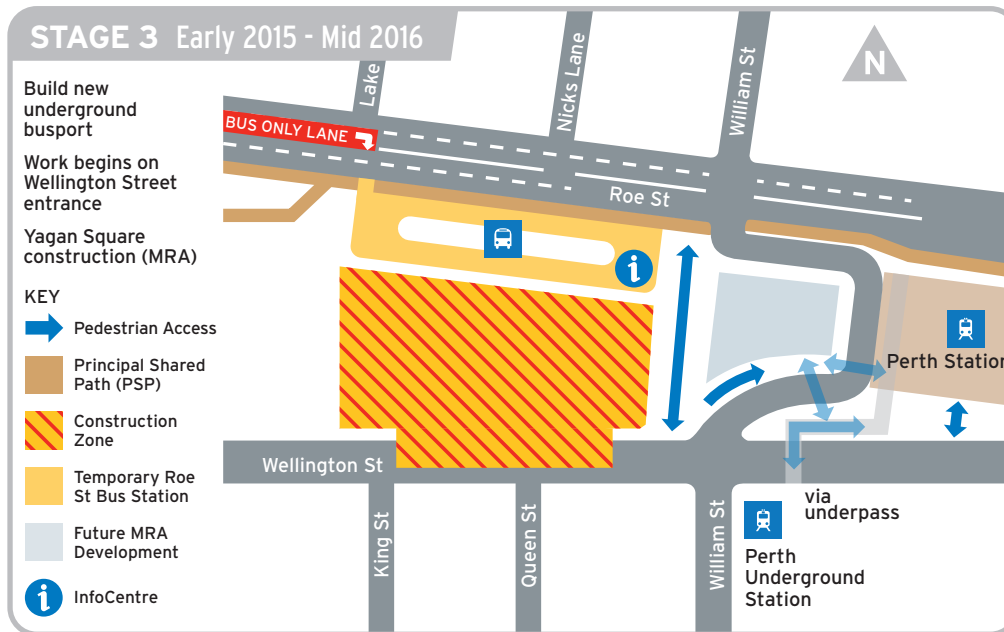 STAGE 3 Early 2015 - Mid 2016
Build new
underground
busport
Work begins on
Wellington Street
entrance
Yagan Square
construction (MRA)
KEY
Pedestrian Access
Principal Shared
Path (PSP)
Construction
Zone
Temporary Roe
St Bus Station
Future MRA
Development
i InfoCentre
Lake
Nicks Lane
William St
N
BUS ONLY LANE
Roe St
i
Perth Station
Wellington St
King St
Queen St
William St
via
underpass
Perth
Underground
Station